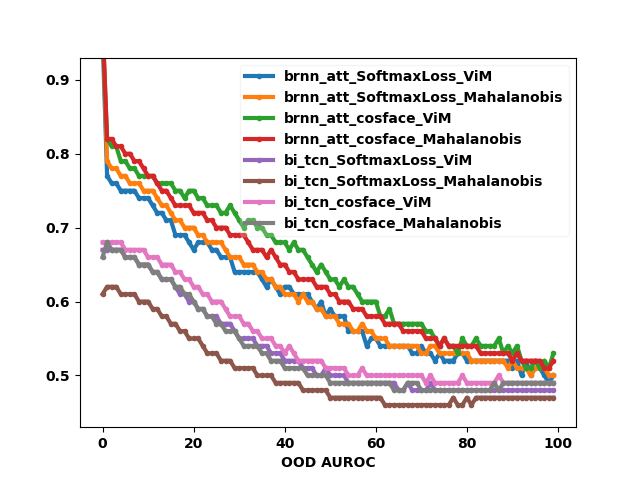 0.9
0.8
0.7
0.6
0.5
brnn_att_SoftmaxLoss_ViM
brnn_att_SoftmaxLoss_Mahalanobis
brnn_att_cosface_ViM
brnn_att_cosface_Mahalanobis
bi_tcn_SoftmaxLoss_ViM
bi_tcn_SoftmaxLoss_Mahalanobis
bi_tcn_cosface_ViM
bi_tcn_cosface_Mahalanobis
0 20 40 60 80 100
OOD AUROC